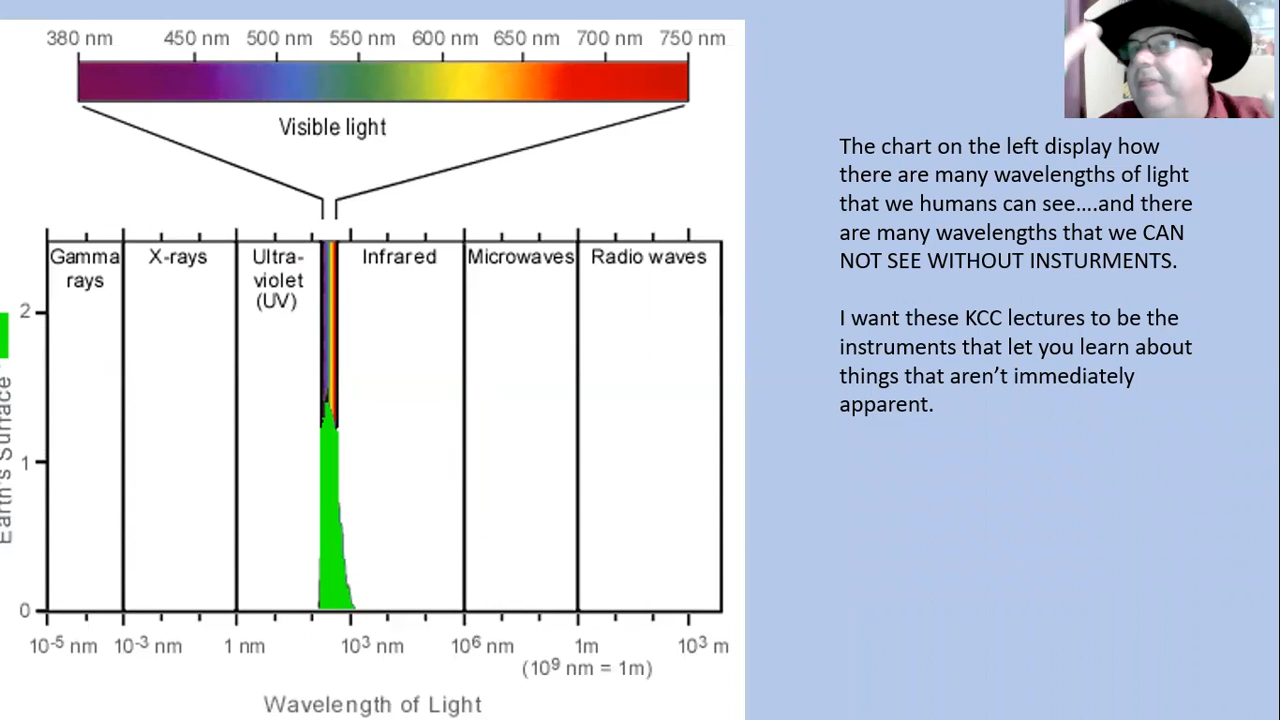 380 nm 450 nm 500 nm 550 nm 600 nm 650 nm 700 nm 750 nm
Visible light
Gamma rays
X-rays
Ultra-
violet
(UV)
Infrared
Microwaves
Radio waves
2
1
0
Earth's Surface
10-5 nm 10-3 nm 1 nm 103 nm 106 nm 1m 103 m
(109 nm = 1m)
Wavelength of Light
The chart on the left display how
there are many wavelengths of light
that we humans can see....and there
are many wavelengths that we CAN
NOT SEE WITHOUT INSTURMENTS.
I want these KCC lectures to be the
instruments that let you learn about
things that aren’t immediately
apparent.